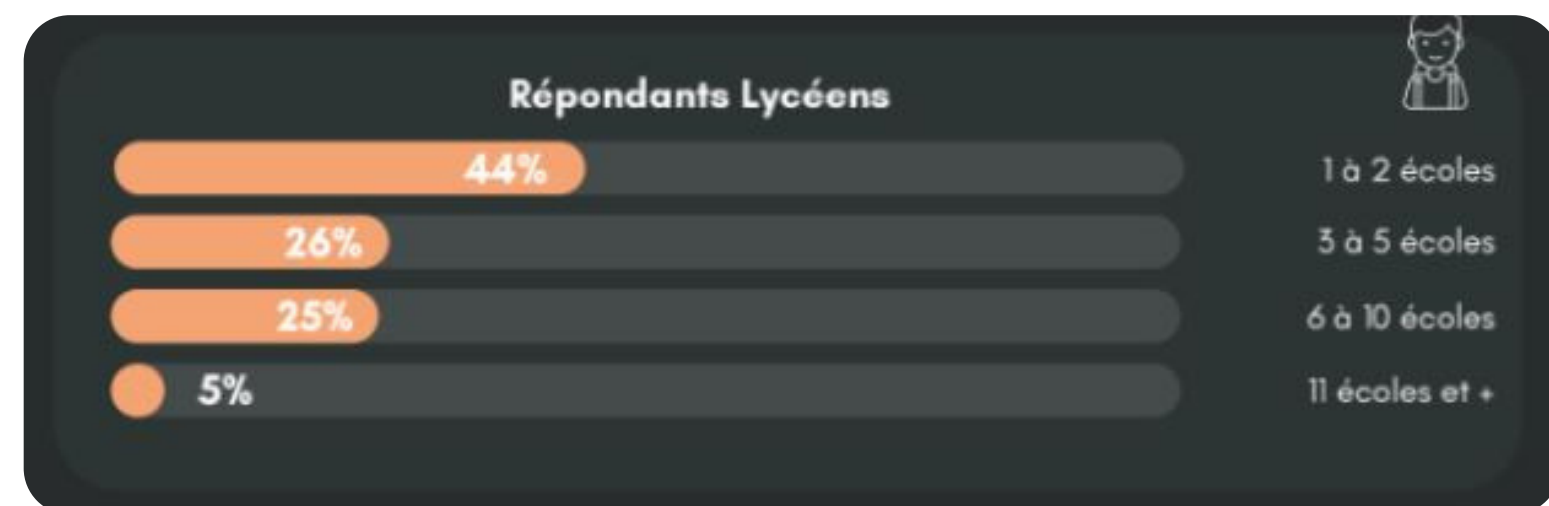 Répondants Lycéens
44% 1 à 2 écoles
26% 3 à 5 écoles
25% 6 à 10 écoles
5% 11 écoles et +